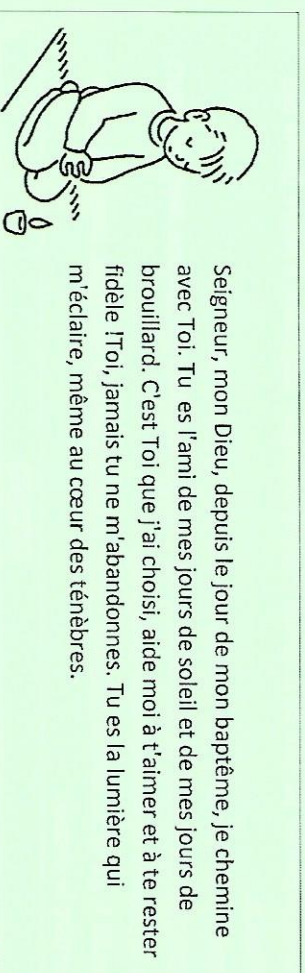 Seigneur, mon Dieu, depuis le jour de mon baptême, je chemine
avec Toi. Tu es l'ami de mes jours de soleil et de mes jours de
brouillard. C'est Toi que j'ai choisi, aide moi à t'aimer et à te rester
fidèle !Toi, jamais tu ne m'abandonnes. Tu es la lumière qui
m'éclaire, même au cœur des ténèbres.